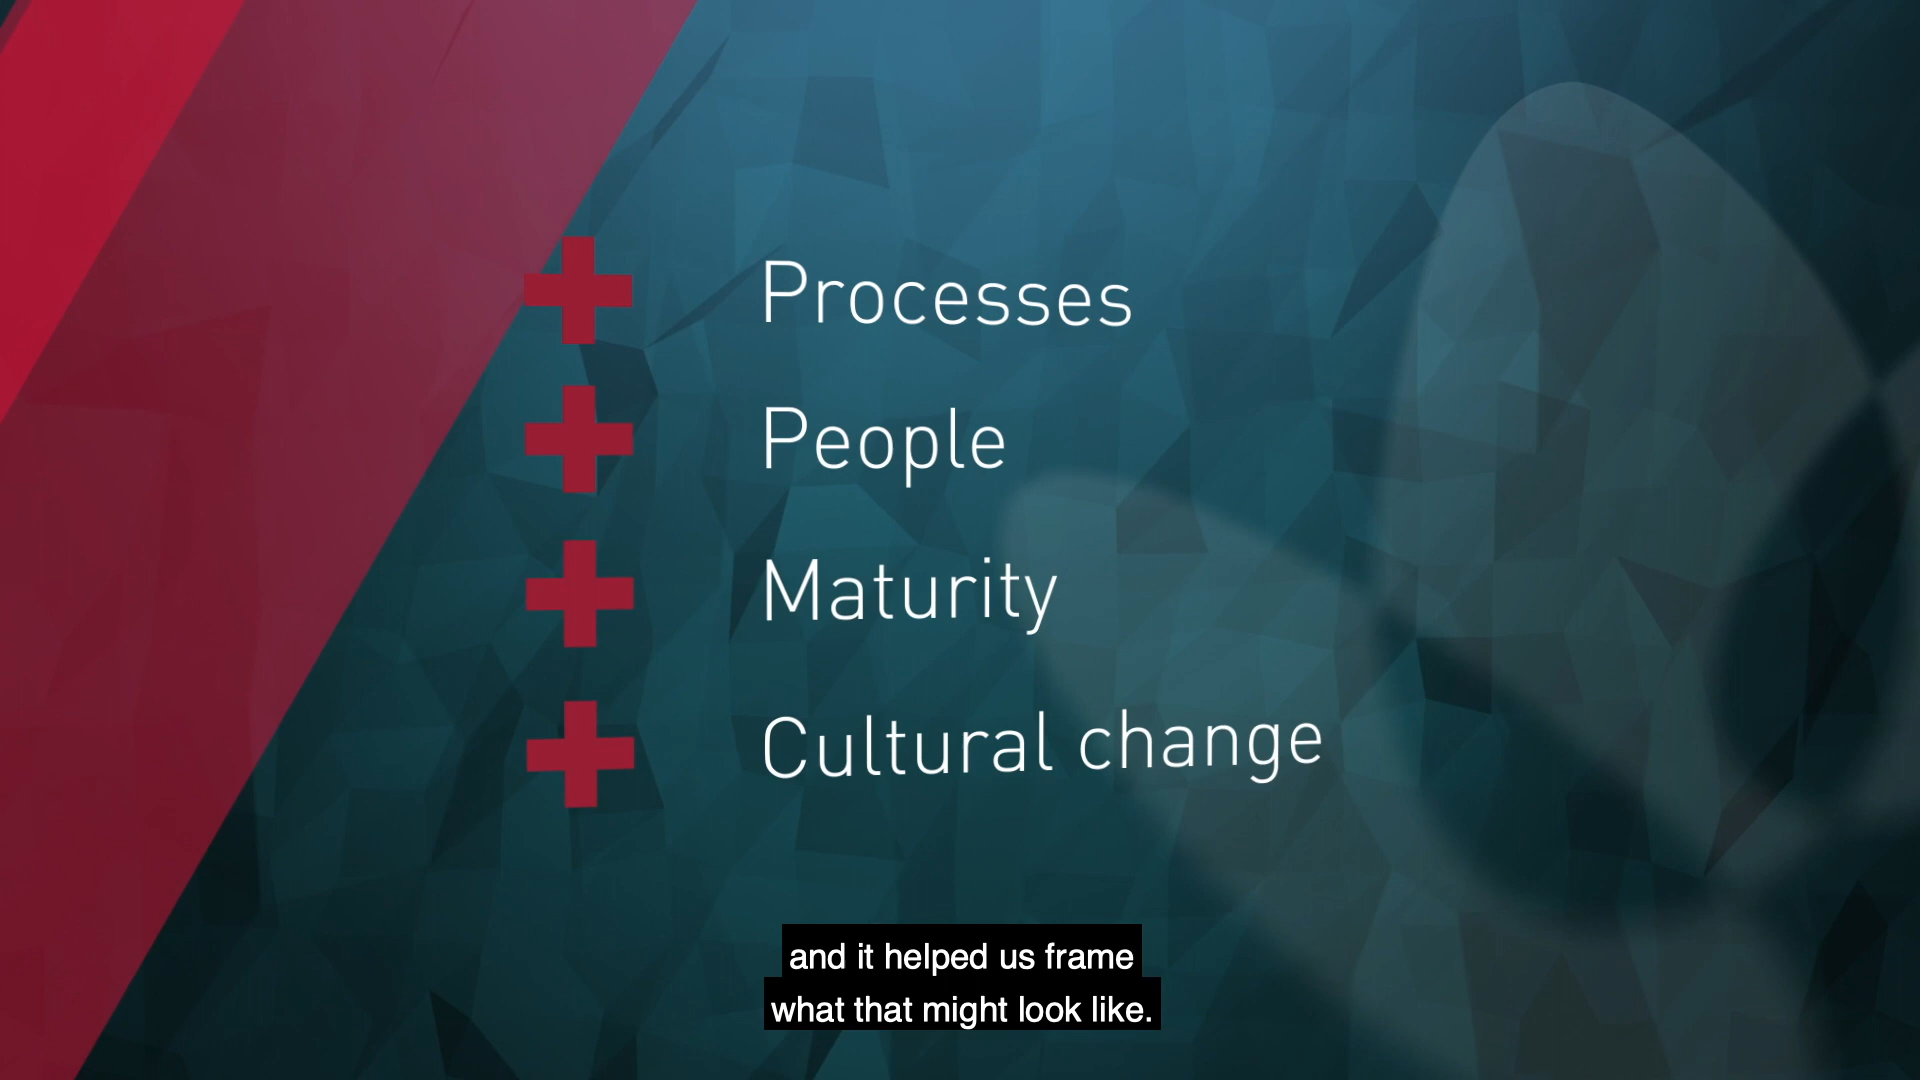 Processes
People
Maturity
Cultural change
and it helped us frame
what that might look like.